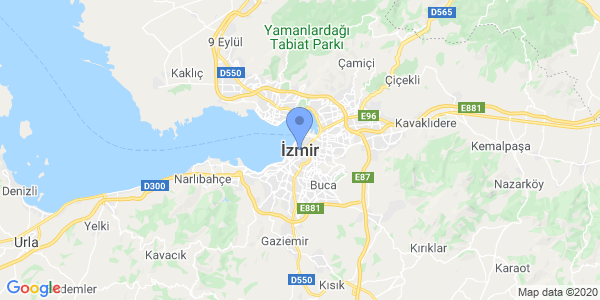 D565
Yamanlardağı
Tabiat Parkı
9 Eylül
Çamiçi
Kaklıç
D550
Çiçekli
E881
E96
Kavaklıdere
Kemalpaşa
İzmir
Narlıbahçe
D300
Buca
E87
Nazarköy
Denizli
E881
Yelki
Urla
Gaziemir
Kırıklar
Kavacık
Karaot
D550
Kısık
Google
demler
Map data ©2020